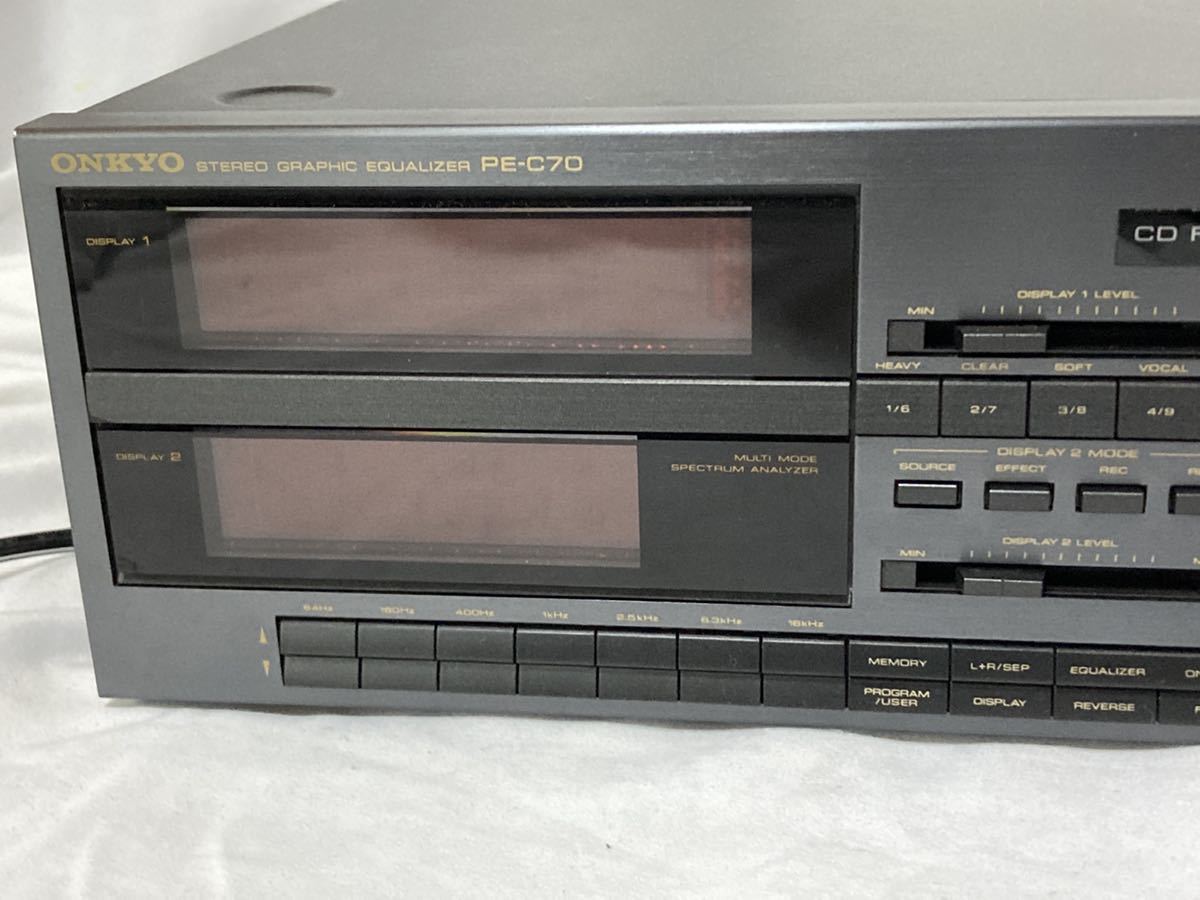 ONKYO STEREO GRAPHIC EQUALIZER PE-C70
DISPLAY 1
CD
DISPLAY 1 LEVEL
MIN
HEAVY CLEAR SOFT VOCAL
1/6 2/7 3/8 4/9
DISPLAY 2
MULTI MODE
SPECTRUM ANALYZER
DISPLAY 2 MODE
SOURCE EFFECT REC
DISPLAY 2 LEVEL
MIN
64Hz 160Hz 400Hz 1kHz 2.5kHz 6.3kHz 16kHz
MEMORY L+R/SEP EQUALIZER
PROGRAM
/USER DISPLAY REVERSE